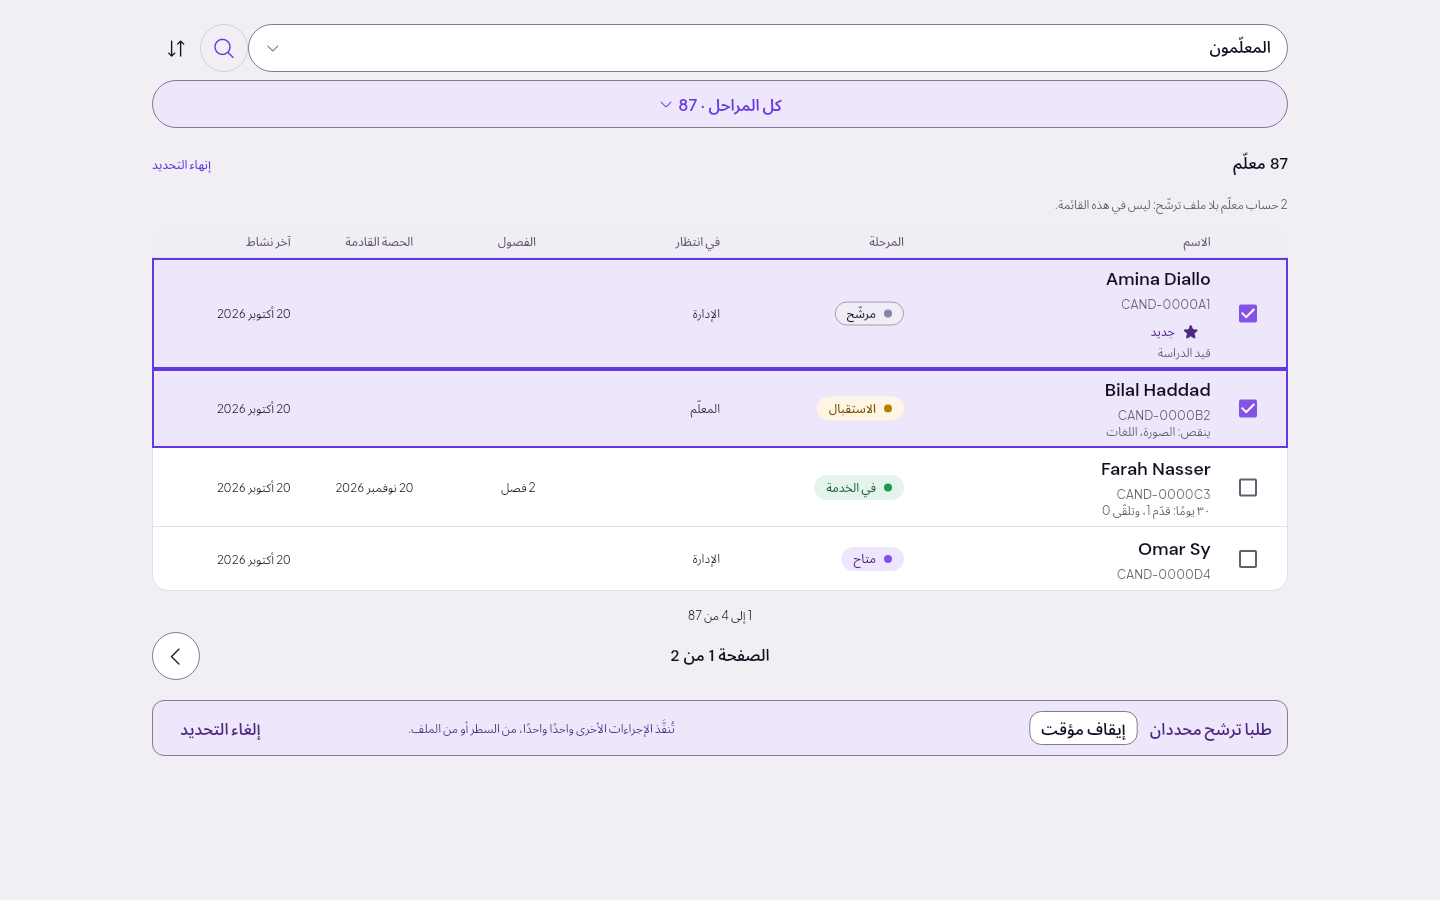 المعلّمون
كل المراحل · 87
87 معلّم
إنهاء التحديد
2 حساب معلّم بلا ملف ترشّح: ليس في هذه القائمة.
الاسم
المرحلة
في انتظار
الفصول
الحصة القادمة
آخر نشاط
Amina Diallo
CAND-0000A1
جديد
قيد الدراسة
مرشّح
الإدارة
20 أكتوبر 2026
Bilal Haddad
CAND-0000B2
ينقص: الصورة، اللغات
الاستقبال
المعلّم
20 أكتوبر 2026
Farah Nasser
CAND-0000C3
٣٠ يومًا: قدّم 1، وتلقّى 0
في الخدمة
2 فصل
20 نوفمبر 2026
20 أكتوبر 2026
Omar Sy
CAND-0000D4
متاح
الإدارة
20 أكتوبر 2026
1 إلى 4 من 87
الصفحة 1 من 2
طلبا ترشح محددان
إيقاف مؤقت
تُنفَّذ الإجراءات الأخرى واحدًا واحدًا، من السطر أو من الملف.
إلغاء التحديد